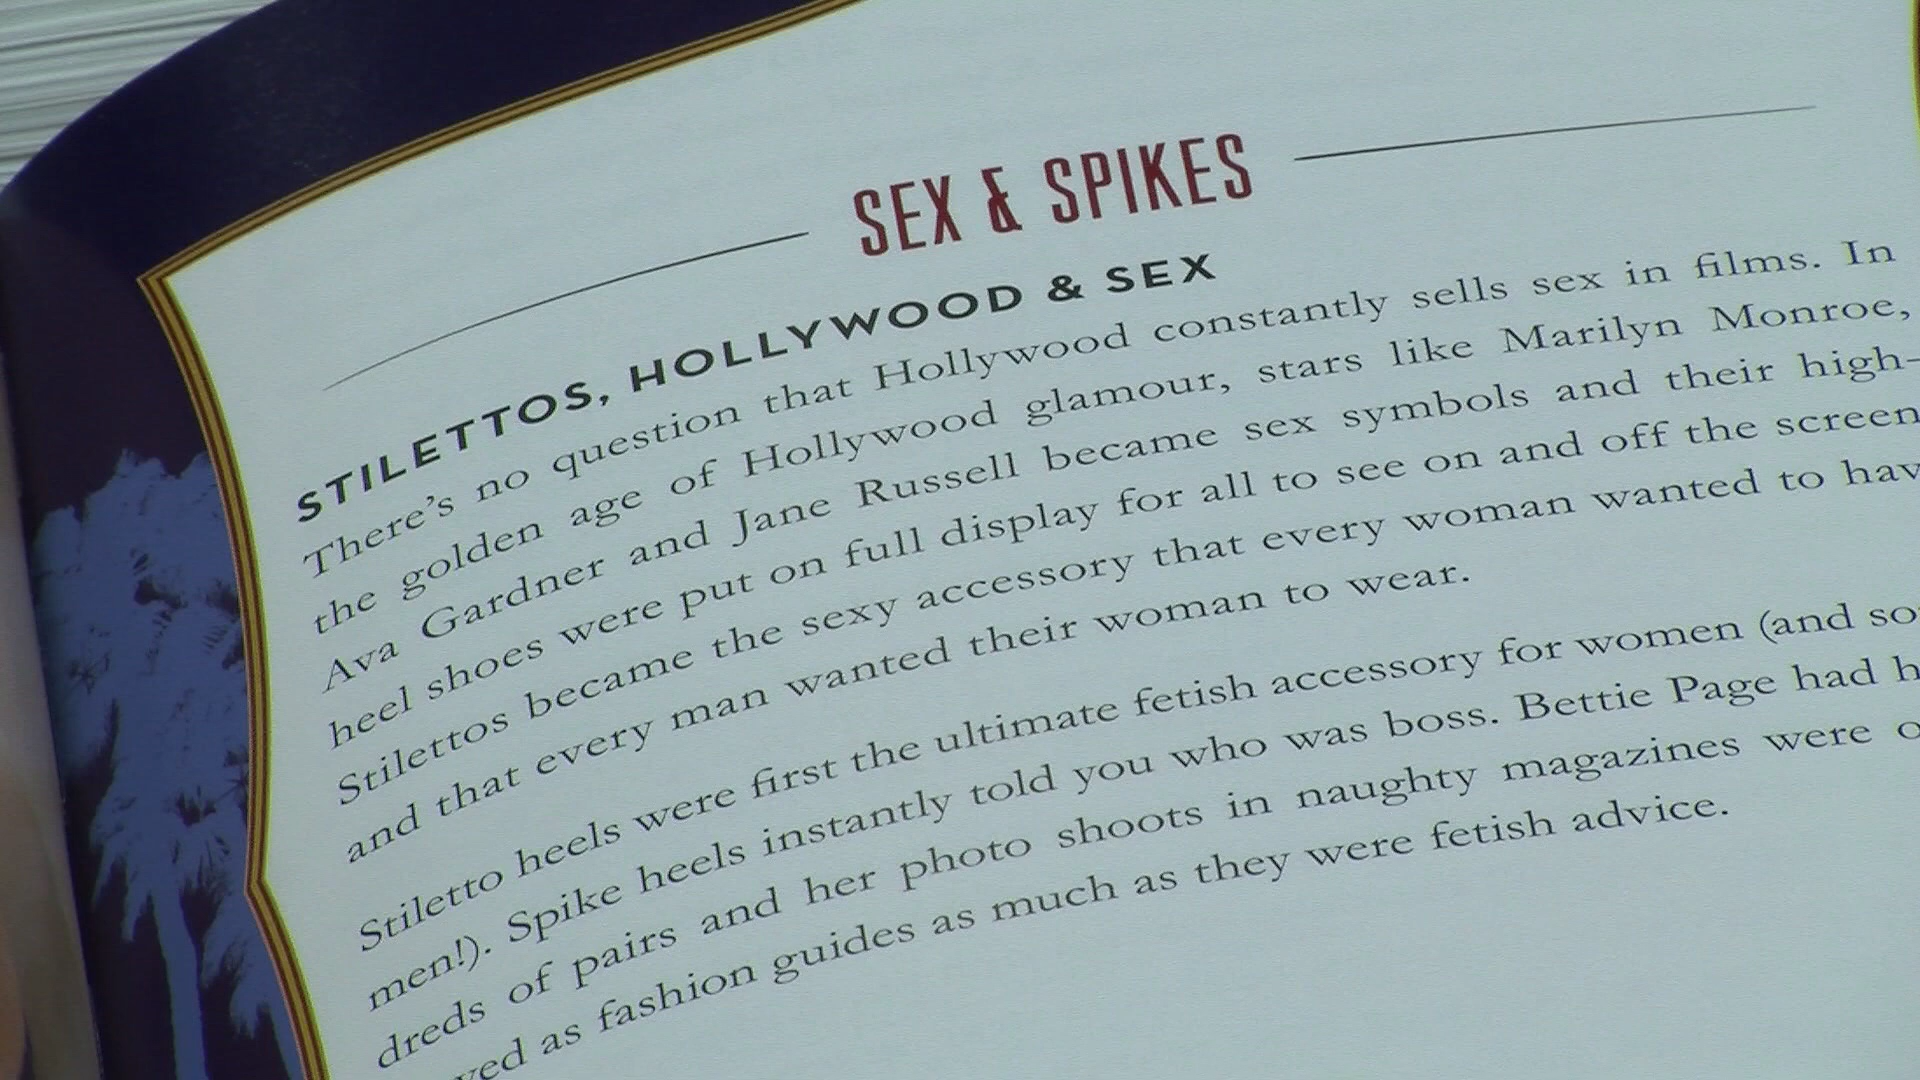 SEX & SPIKES
STILETTOS, HOLLYWOOD & SEX
There's no question that Hollywood constantly sells sex in films. In
the golden age of Hollywood glamour, stars like Marilyn Monroe,
Ava Gardner and Jane Russell became sex symbols and their high-
heel shoes were put on full display for all to see on and off the screen
Stilettos became the sexy accessory that every woman wanted to hav
and that every man wanted their woman to wear.
Stiletto heels were first the ultimate fetish accessory for women (and so
men!). Spike heels instantly told you who was boss. Bettie Page had h
dreds of pairs and her photo shoots in naughty magazines were o
ved as fashion guides as much as they were fetish advice.